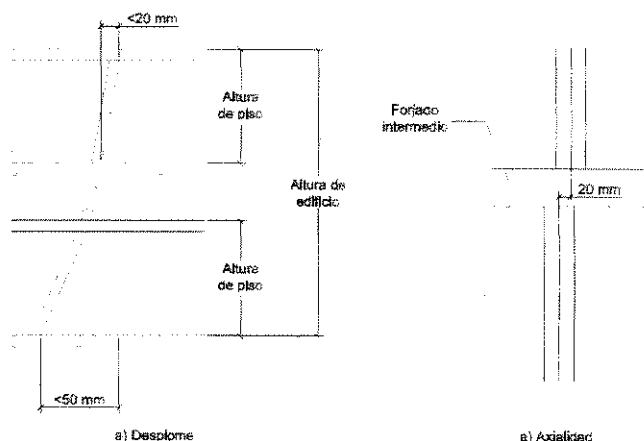 <20 mm
Altura
de piso
Altura de
edificio
Altura
de piso
<50 mm
a) Desplome
Forjado
intermedio
20 mm
a) Axialidad